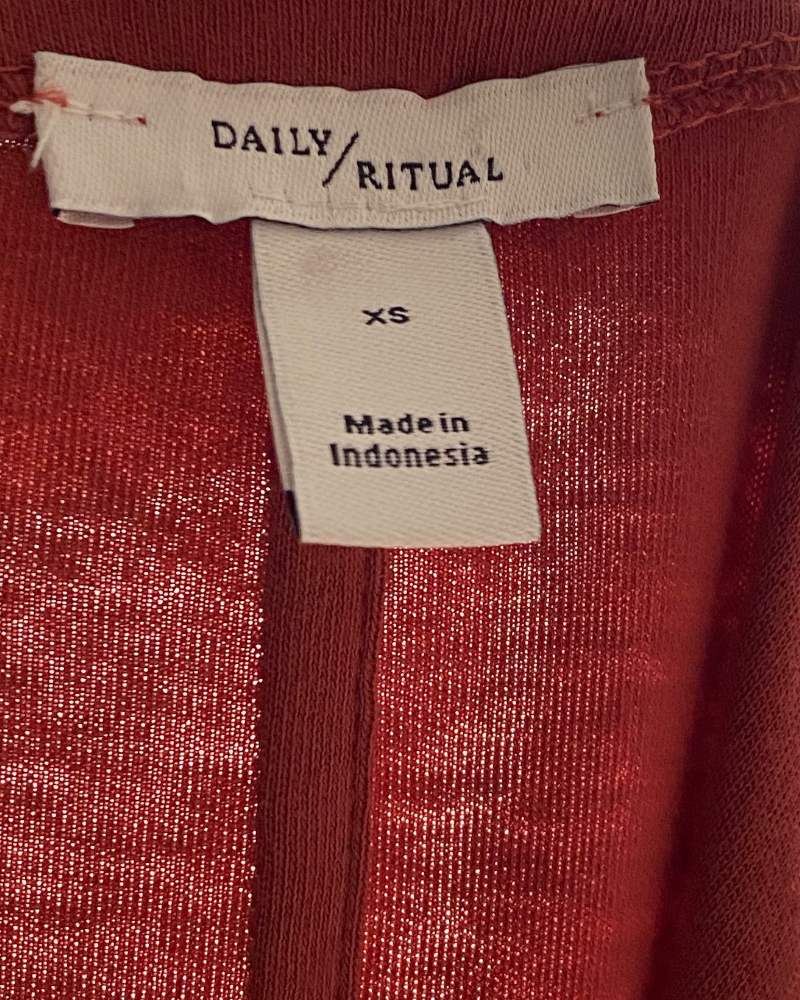 DAILY/
RITUAL
XS
Made in
Indonesia